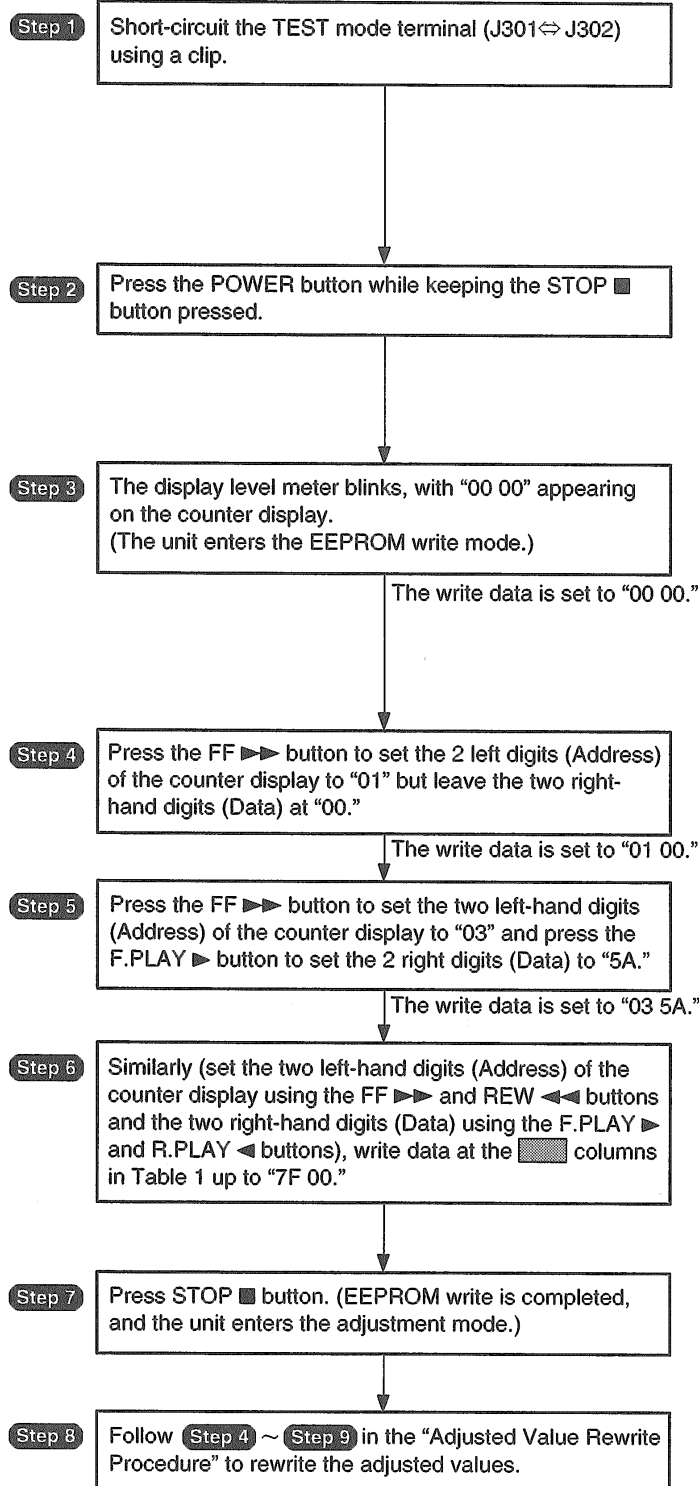 Step 1
Short-circuit the TEST mode terminal (J301⇔J302)
using a clip.
Step 2
Press the POWER button while keeping the STOP ■
button pressed.
Step 3
The display level meter blinks, with “00 00” appearing
on the counter display.
(The unit enters the EEPROM write mode.)
The write data is set to “00 00.”
Step 4
Press the FF ►► button to set the 2 left digits (Address)
of the counter display to “01” but leave the two right-
hand digits (Data) at “00.”
The write data is set to “01 00.”
Step 5
Press the FF ►► button to set the two left-hand digits
(Address) of the counter display to “03” and press the
F.PLAY ► button to set the 2 right digits (Data) to “5A.”
The write data is set to “03 5A.”
Step 6
Similarly (set the two left-hand digits (Address) of the
counter display using the FF ►► and REW ◄◄ buttons
and the two right-hand digits (Data) using the F.PLAY ►
and R.PLAY ◄ buttons), write data at the columns
in Table 1 up to “7F 00.”
Step 7
Press STOP ■ button. (EEPROM write is completed,
and the unit enters the adjustment mode.)
Step 8
Follow Step 4 ~ Step 9 in the “Adjusted Value Rewrite
Procedure” to rewrite the adjusted values.